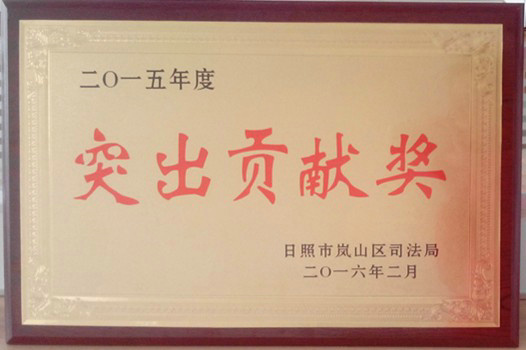 二〇一五年度
突出贡献奖
日照市岚山区司法局
二〇一六年二月